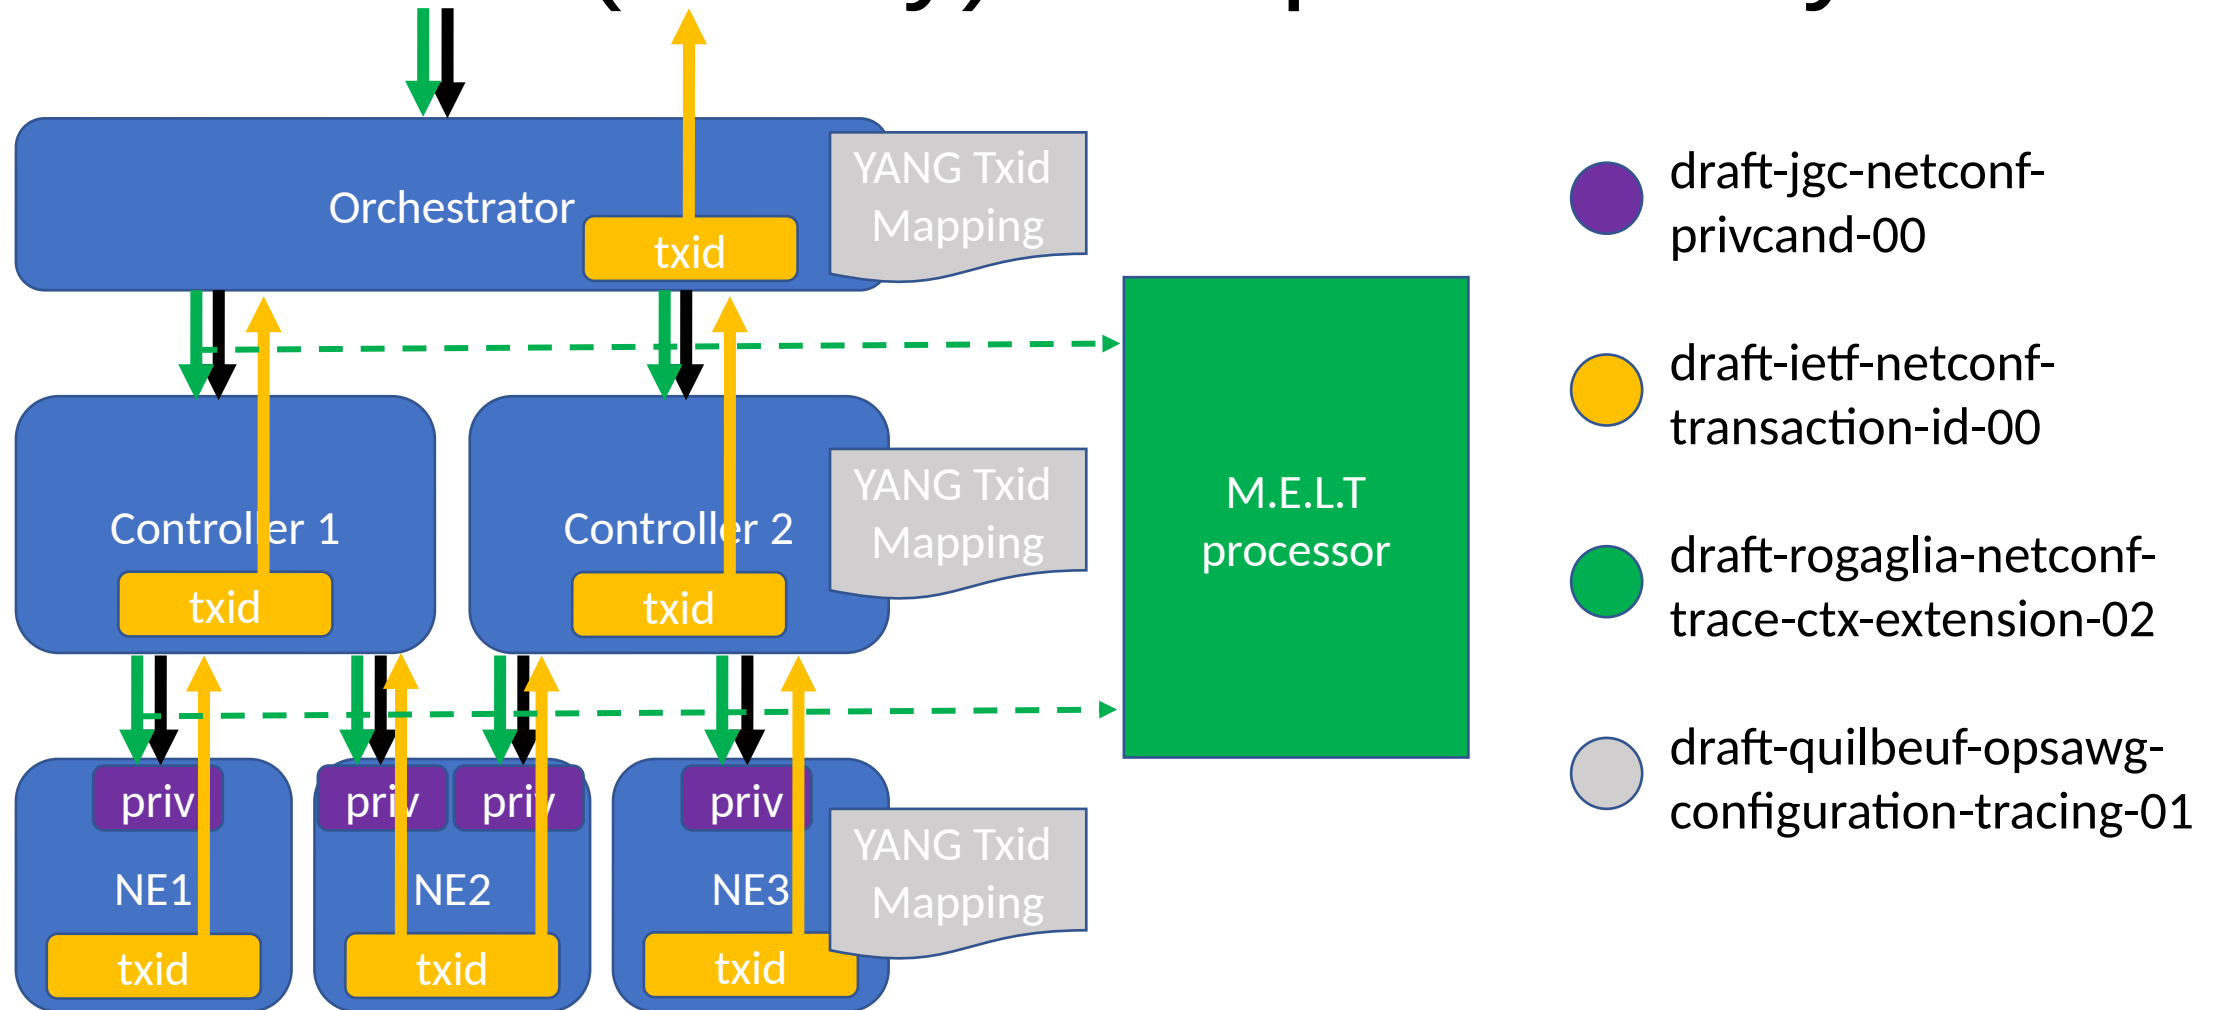 Orchestrator
txid
YANG Txid
Mapping
Controller 1
txid
Controller 2
txid
YANG Txid
Mapping
M.E.L.T
processor
priv
NE1
txid
priv
priv
NE2
txid
priv
NE3
txid
YANG Txid
Mapping
draft-jgc-netconf-
privcand-00
draft-ietf-netconf-
transaction-id-00
draft-rogaglia-netconf-
trace-ctx-extension-02
draft-quilbeuf-opsawg-
configuration-tracing-01